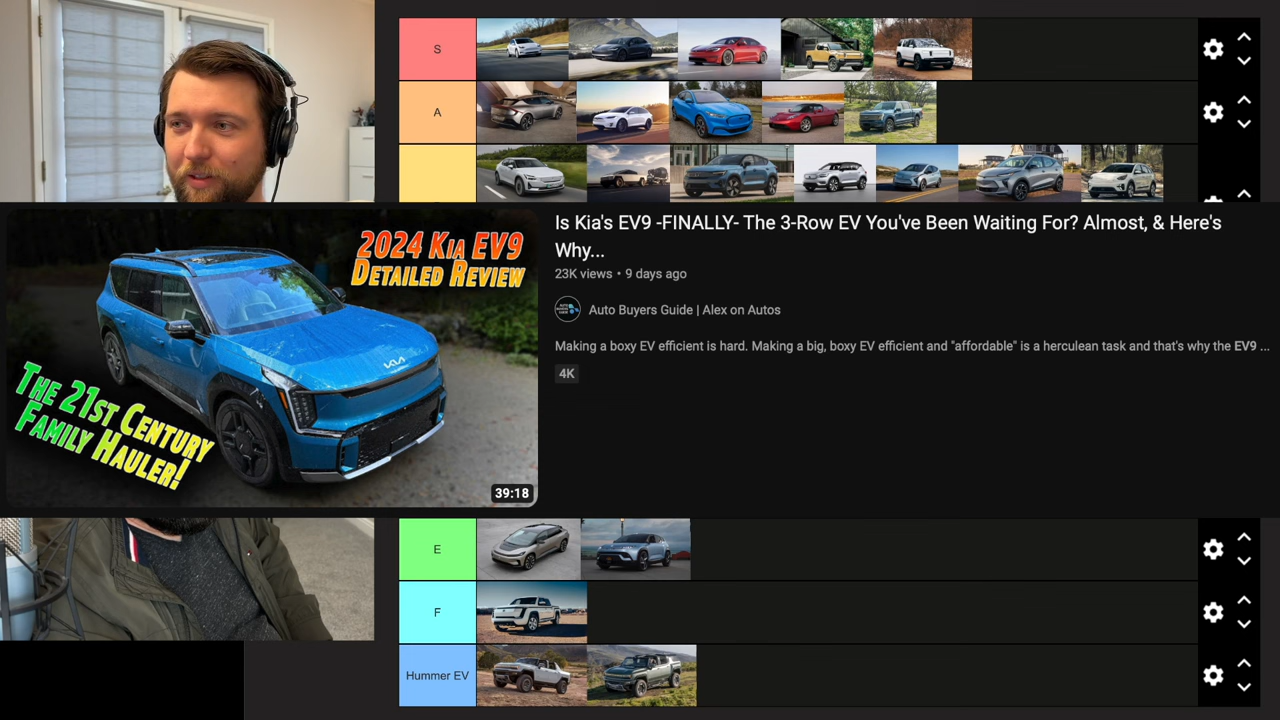 S
A
2024 KIA EV9
DETAILED REVIEW
THE 21ST CENTURY
FAMILY HAULER!
KIA
39:18
Is Kia's EV9 -FINALLY- The 3-Row EV You've Been Waiting For? Almost, & Here's
Why...
23K views • 9 days ago
Auto Buyers Guide | Alex on Autos
Making a boxy EV efficient is hard. Making a big, boxy EV efficient and "affordable" is a herculean task and that's why the EV9 ...
4K
E
F
Hummer EV